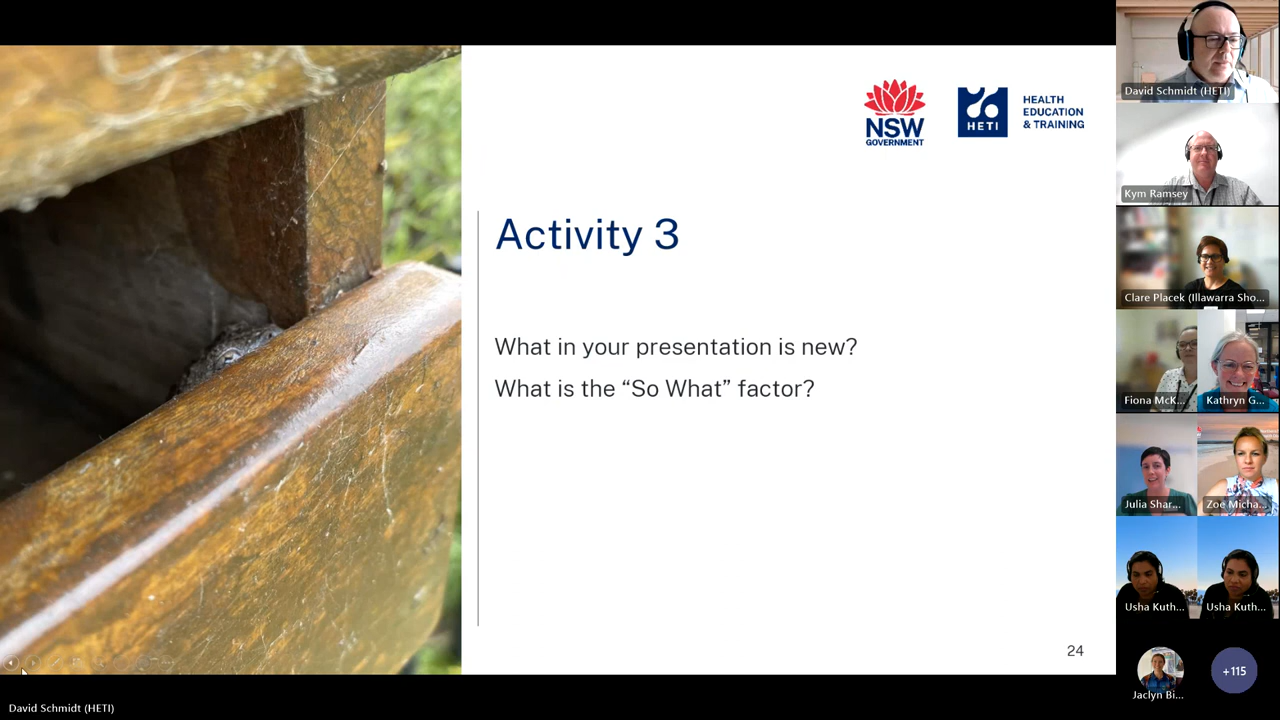 NSW
GOVERNMENT
HETI
HEALTH
EDUCATION
& TRAINING
Activity 3
What in your presentation is new?
What is the “So What” factor?
24
David Schmidt (HETI)
David Schmidt (HETI)
Kym Ramsey
Clare Placek (Illawarra Sho...
Fiona McK...
Kathryn G...
Julia Shar...
Zoe Micha...
Usha Kuth...
Usha Kuth...
Jaclyn Bi...
+115